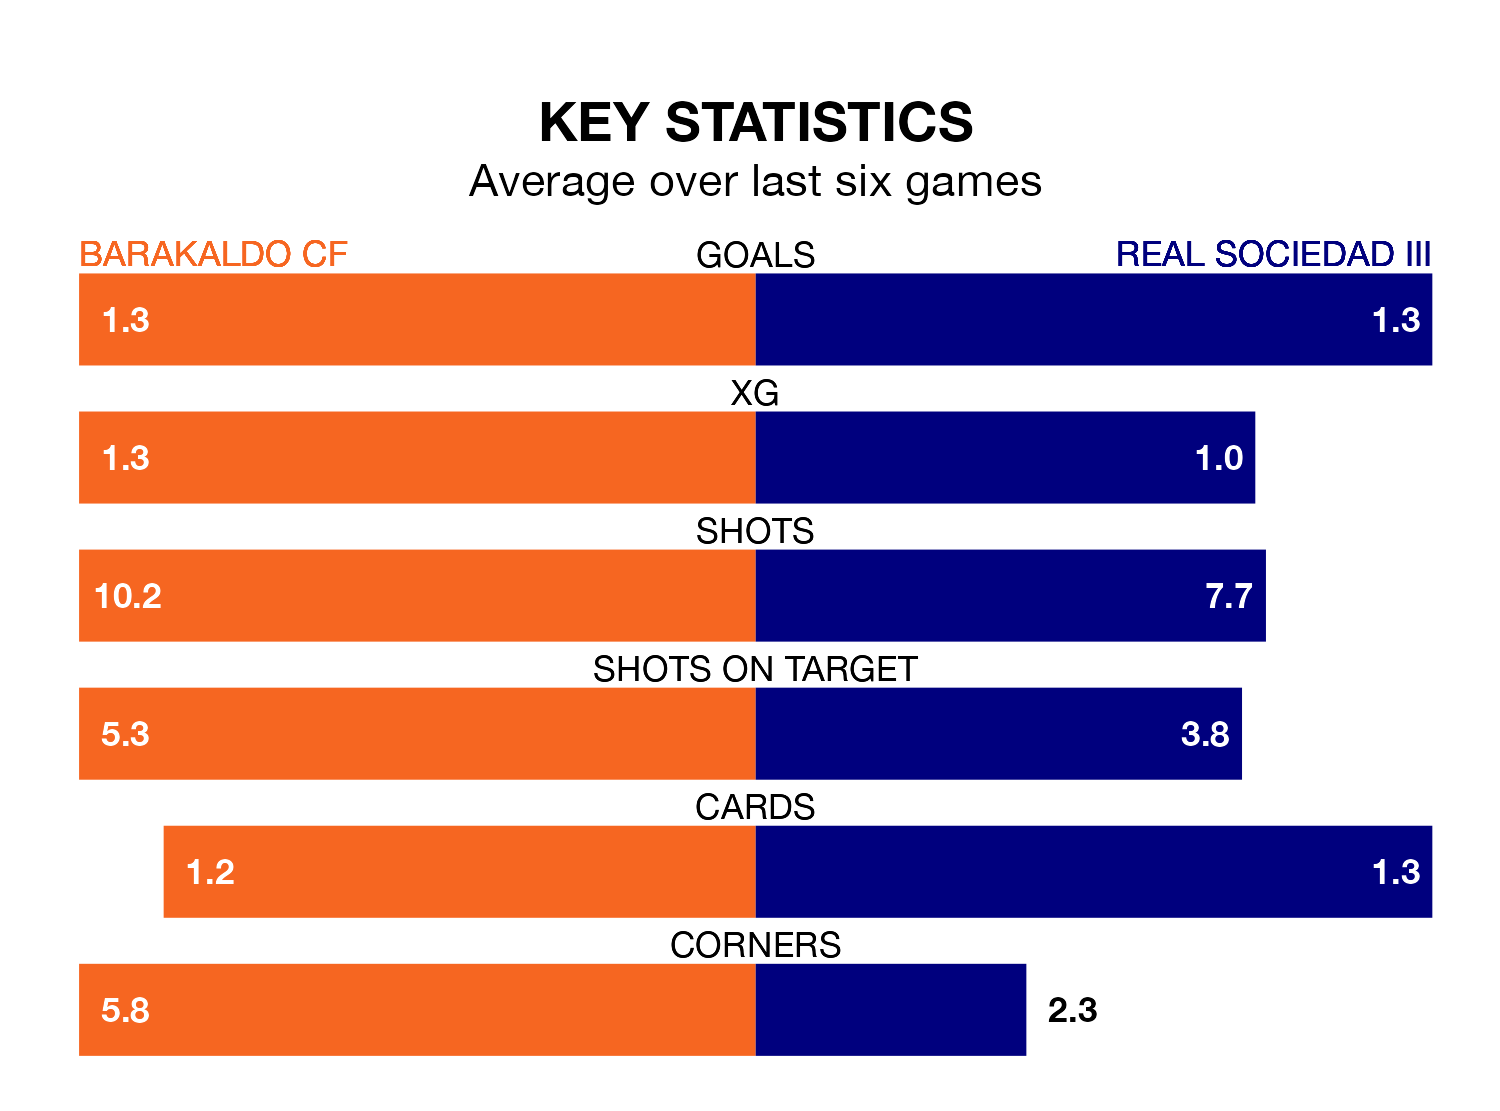 KEY STATISTICS
Average over last six games
BARAKALDO CF GOALS REAL SOCIEDAD III
1.3 1.3
XG
1.3 1.0
SHOTS
10.2 7.7
SHOTS ON TARGET
5.3 3.8
CARDS
1.2 1.3
CORNERS
5.8 2.3